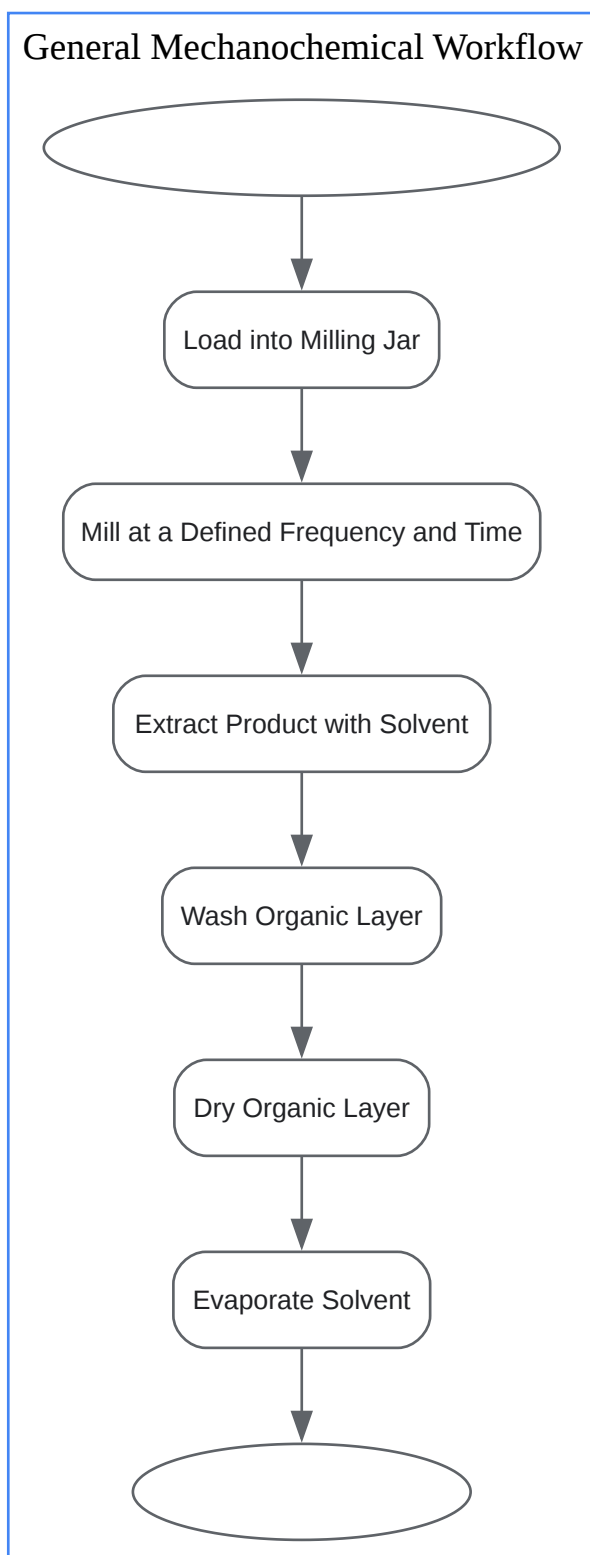 General Mechanochemical Workflow
Load into Milling Jar
Mill at a Defined Frequency and Time
Extract Product with Solvent
Wash Organic Layer
Dry Organic Layer
Evaporate Solvent